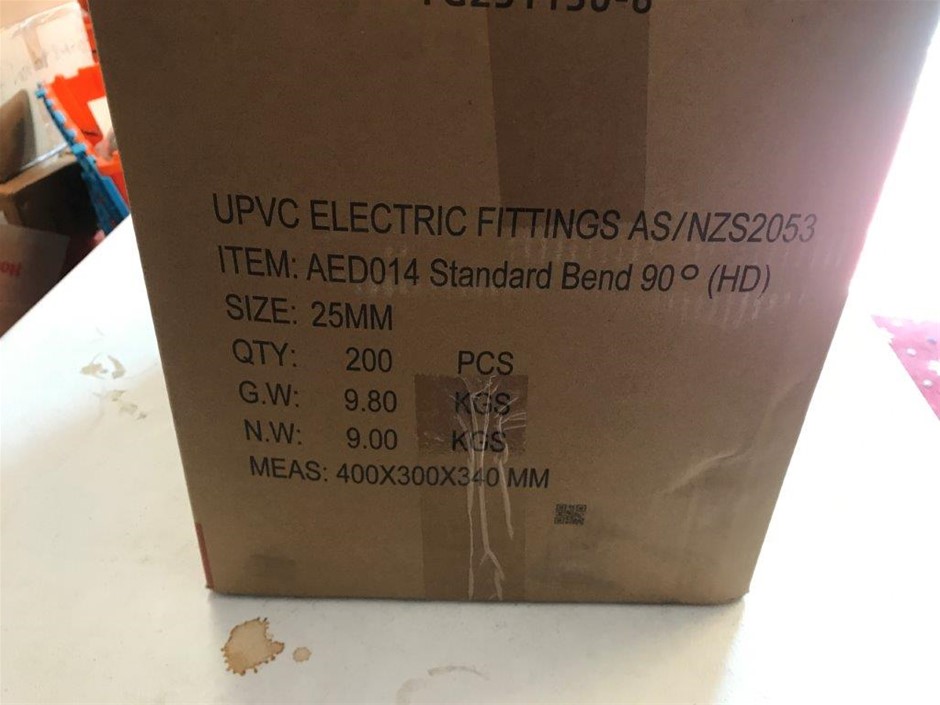 UPVC ELECTRIC FITTINGS AS/NZS2053
ITEM: AED014 Standard Bend 90° (HD)
SIZE: 25MM
QTY: 200 PCS
G.W: 9.80 KGS
N.W: 9.00 KGS
MEAS: 400X300X340 MM